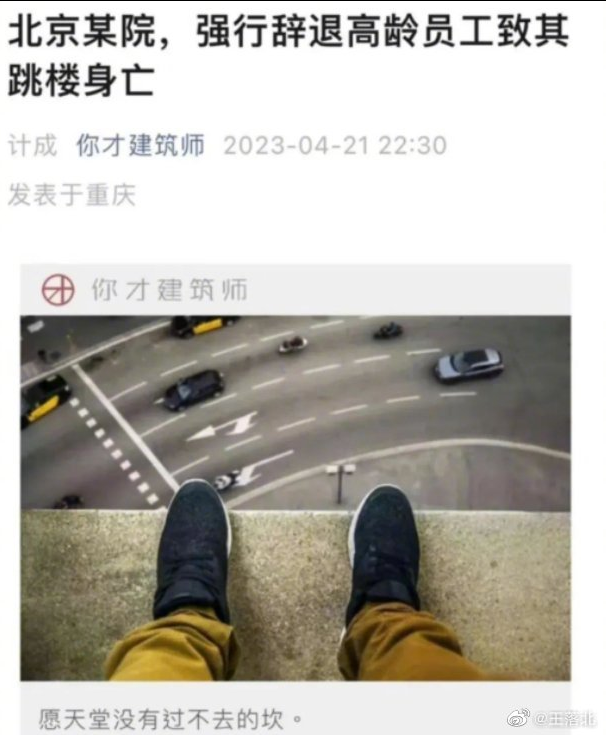 北京某院，强行辞退高龄员工致其
跳楼身亡
计成 你才建筑师 2023-04-21 22:30
发表于重庆
你才建筑师
愿天堂没有过不去的坎。
@王落北